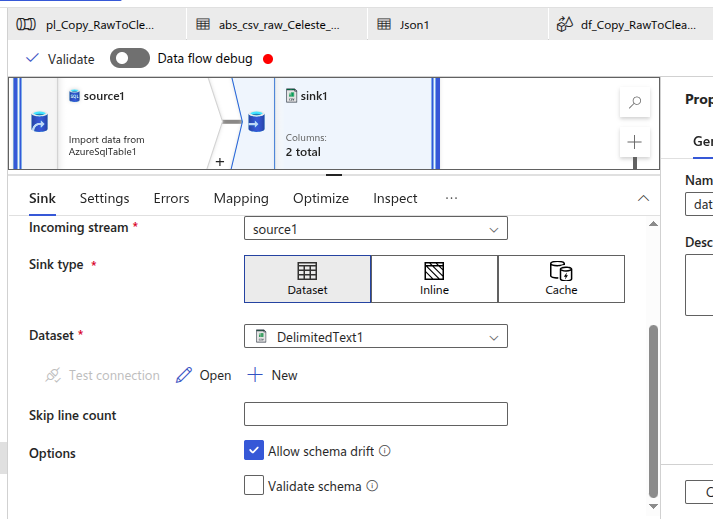 pl_Copy_RawToCle...
abs_csv_raw_Celeste_...
Json1
df_Copy_RawToClea...
Validate
Data flow debug
source1
Import data from
AzureSqlTable1
+
sink1
Columns:
2 total
Prop
Ger
Nam
dat
Desc
Sink
Settings
Errors
Mapping
Optimize
Inspect
...
Incoming stream *
source1
Sink type *
Dataset
Inline
Cache
Dataset *
DelimitedText1
Test connection
Open
New
Skip line count
Options
Allow schema drift
Validate schema